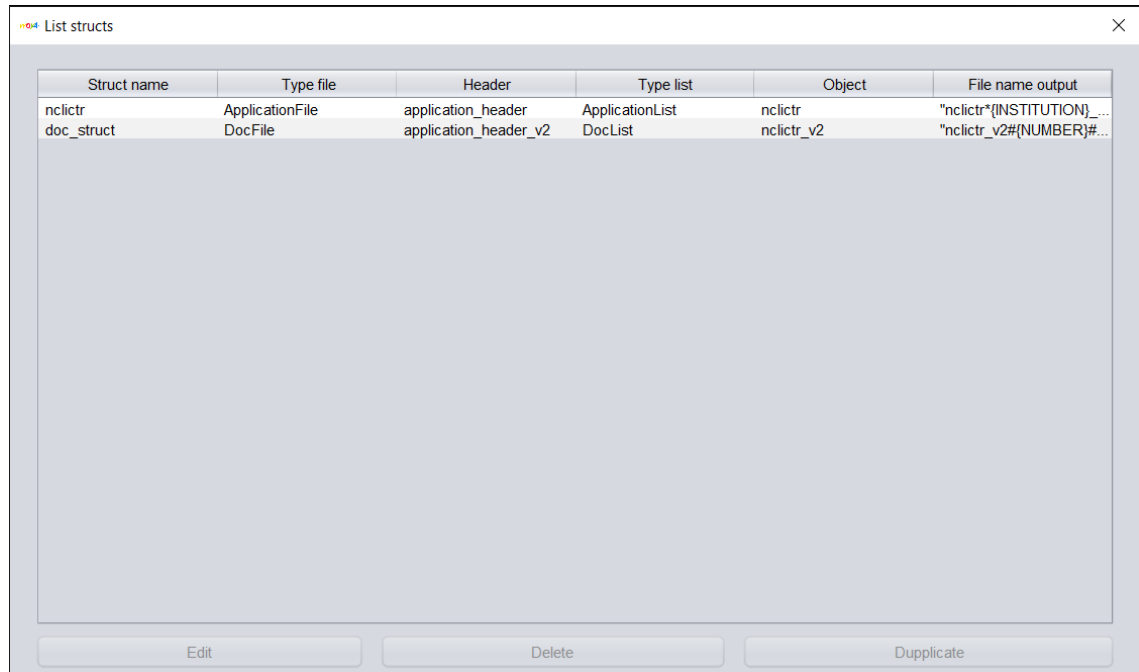 List structs
Struct name Type file Header Type list Object File name output
nclictr ApplicationFile application_header ApplicationList nclictr "nclictr*{INSTITUTION}_...
doc_struct DocFile application_header_v2 DocList nclictr_v2 "nclictr_v2#{NUMBER}#...
Edit Delete Dupplicate